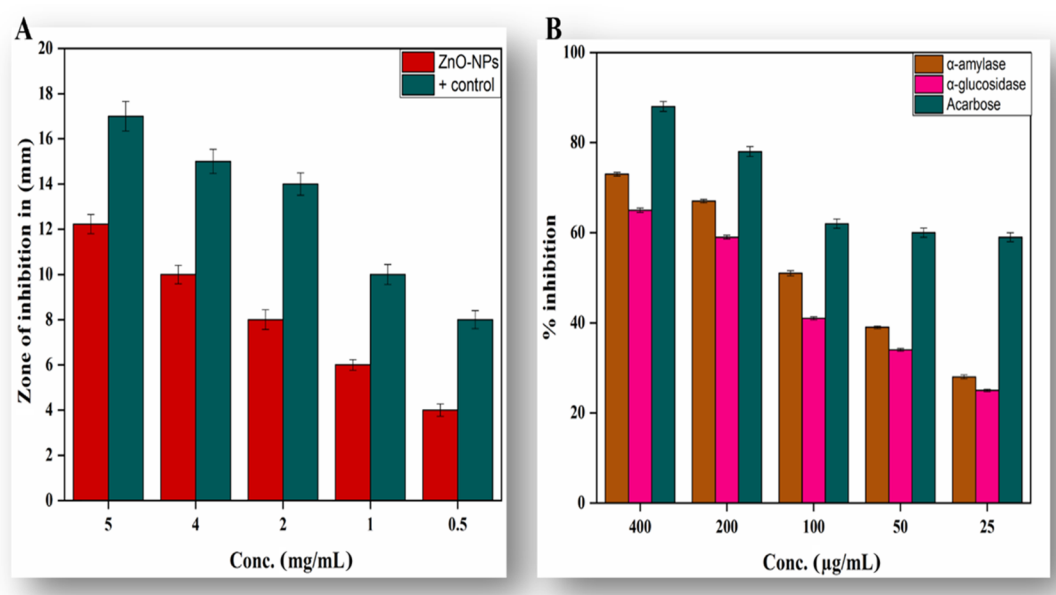 A
Zone of inhibition in (mm)
20
18
16
14
12
10
8
6
4
2
0
ZnO-NPs
+ control
5 4 2 1 0.5
Conc. (mg/mL)
B
% inhibition
100
80
60
40
20
0
α-amylase
α-glucosidase
Acarbose
400 200 100 50 25
Conc. (µg/mL)